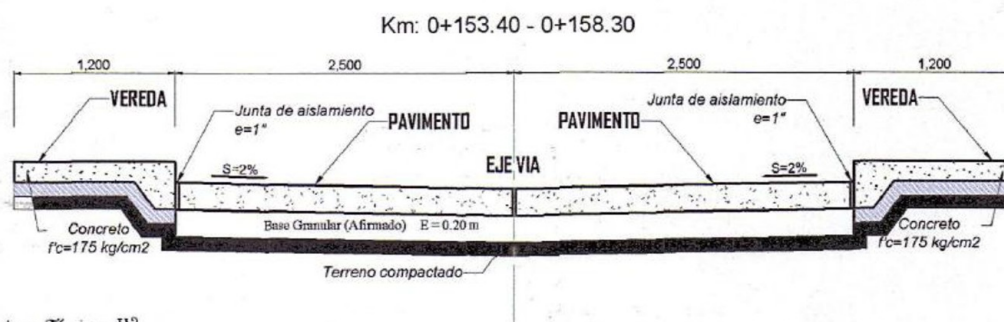 Km: 0+153.40 - 0+158.30
1,200 2,500 2,500 1,200
VEREDA Junta de aislamiento Junta de aislamiento VEREDA
e=1" PAVIMENTO PAVIMENTO e=1"
S=2% EJE VIA S=2%
Concreto Base Granular (Afirmado) E = 0.20 m Concreto
f'c=175 kg/cm2 f'c=175 kg/cm2
Terreno compactado